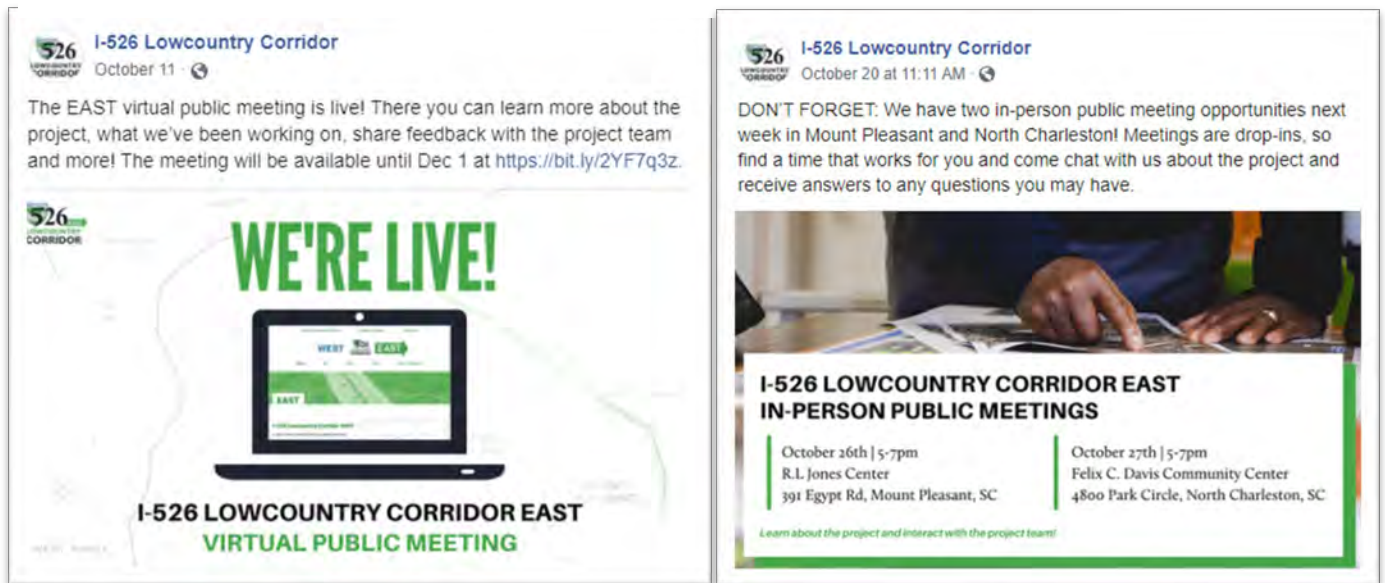 526
LOWCOUNTRY
CORRIDOR
I-526 Lowcountry Corridor
October 11 ·
The EAST virtual public meeting is live! There you can learn more about the
project, what we've been working on, share feedback with the project team
and more! The meeting will be available until Dec 1 at https://bit.ly/2YF7q3z.
526
LOWCOUNTRY
CORRIDOR
WE'RE LIVE!
WEST EAST
EAST
I-526 LOWCOUNTRY CORRIDOR EAST
VIRTUAL PUBLIC MEETING
526
LOWCOUNTRY
CORRIDOR
I-526 Lowcountry Corridor
October 20 at 11:11 AM ·
DON'T FORGET: We have two in-person public meeting opportunities next
week in Mount Pleasant and North Charleston! Meetings are drop-ins, so
find a time that works for you and come chat with us about the project and
receive answers to any questions you may have.
I-526 LOWCOUNTRY CORRIDOR EAST
IN-PERSON PUBLIC MEETINGS
October 26th | 5-7pm
R.L Jones Center
391 Egypt Rd, Mount Pleasant, SC
October 27th | 5-7pm
Felix C. Davis Community Center
4800 Park Circle, North Charleston, SC
Learn about the project and interact with the project team!